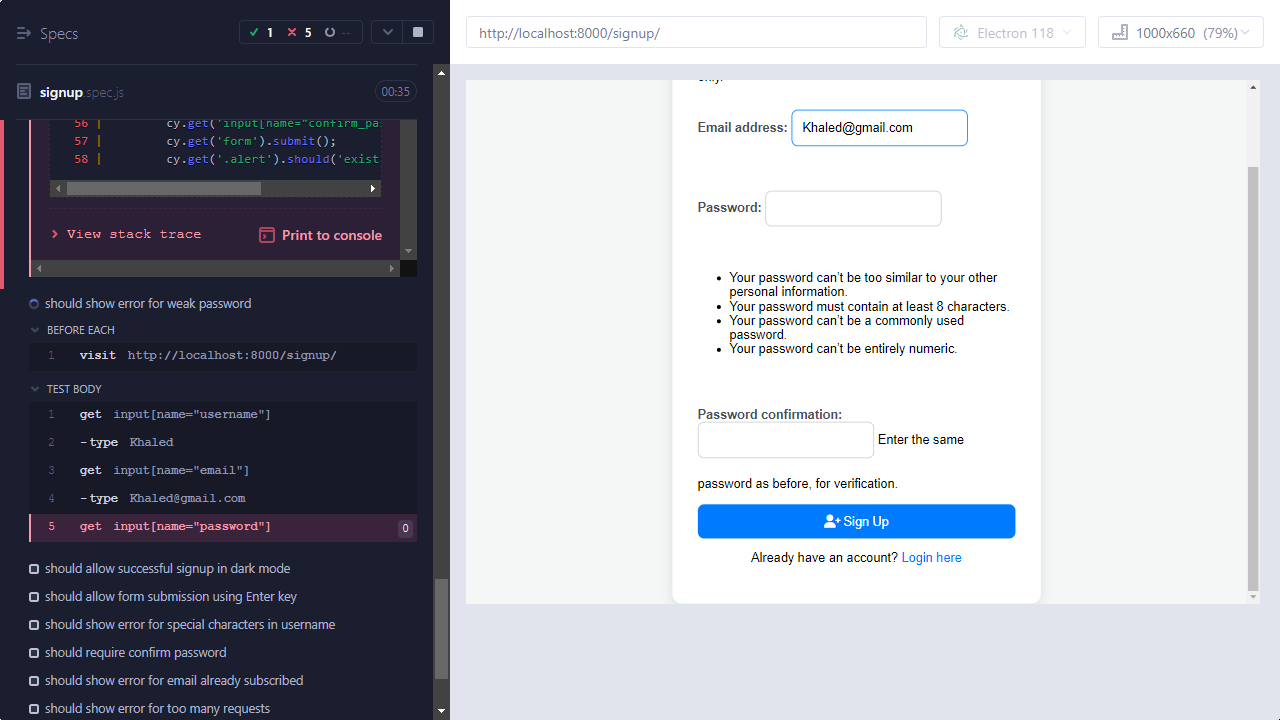 Specs
1
5
--
signup.spec.js
00:35
56 | cy.get('input[name="confirm_pa
57 | cy.get('form').submit();
58 | cy.get('.alert').should('exist
View stack trace
Print to console
should show error for weak password
BEFORE EACH
1 visit http://localhost:8000/signup/
TEST BODY
1 get input[name="username"]
2 -type Khaled
3 get input[name="email"]
4 -type Khaled@gmail.com
5 get input[name="password"] 0
should allow successful signup in dark mode
should allow form submission using Enter key
should show error for special characters in username
should require confirm password
should show error for email already subscribed
should show error for too many requests
http://localhost:8000/signup/
Electron 118
1000x660 (79%)
only.
Email address: Khaled@gmail.com
Password:
• Your password can't be too similar to your other
personal information.
• Your password must contain at least 8 characters.
• Your password can't be a commonly used
password.
• Your password can't be entirely numeric.
Password confirmation:
Enter the same
password as before, for verification.
Sign Up
Already have an account? Login here